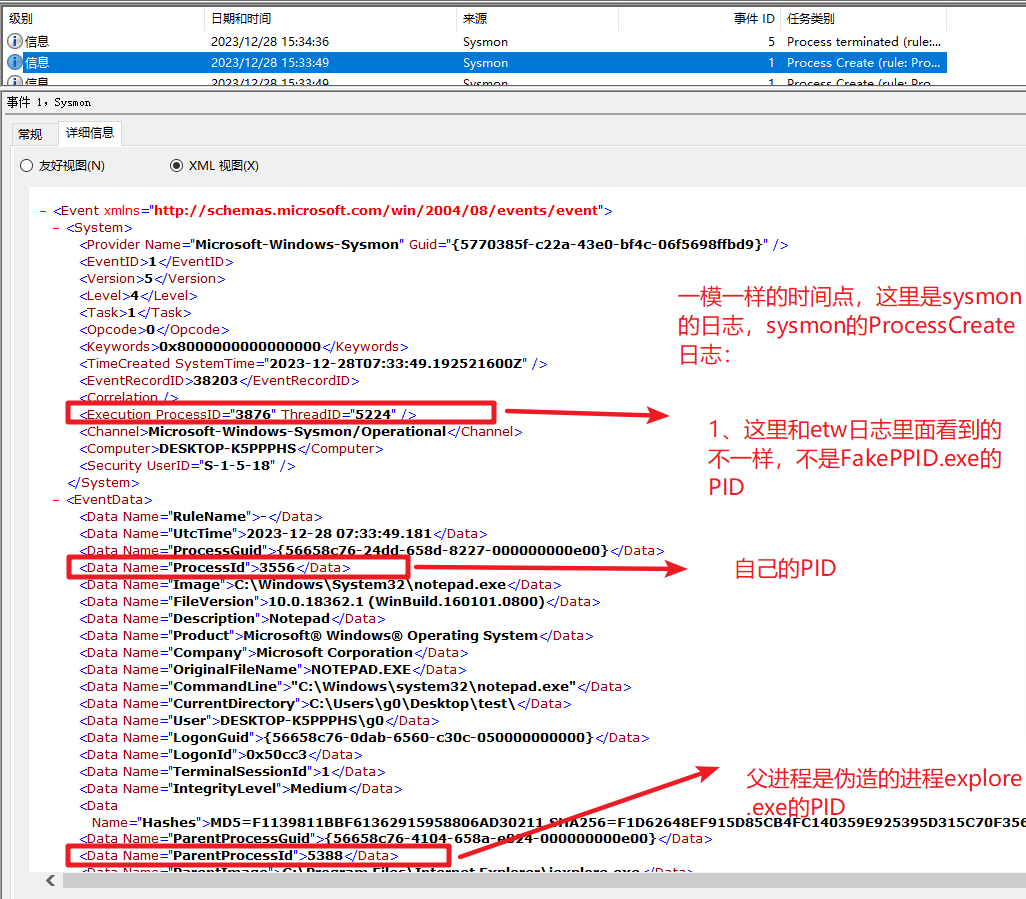 级别 日期和时间 来源 事件 ID 任务类别
信息 2023/12/28 15:34:36 Sysmon 5 Process terminated (rule:...
信息 2023/12/28 15:33:49 Sysmon 1 Process Create (rule: Pro...
信息 2023/12/28 15:33:49 Sysmon 1 Process Create (rule: Pro...
事件 1，Sysmon
常规 详细信息
友好视图(N) XML 视图(X)
– <Event xmlns="http://schemas.microsoft.com/win/2004/08/events/event">
– <System>
<Provider Name="Microsoft-Windows-Sysmon" Guid="{5770385f-c22a-43e0-bf4c-06f5698ffbd9}" />
<EventID>1</EventID>
<Version>5</Version>
<Level>4</Level>
<Task>1</Task>
<Opcode>0</Opcode>
<Keywords>0x8000000000000000</Keywords>
<TimeCreated SystemTime="2023-12-28T07:33:49.192521600Z" />
<EventRecordID>38203</EventRecordID>
<Correlation />
<Execution ProcessID="3876" ThreadID="5224" />
<Channel>Microsoft-Windows-Sysmon/Operational</Channel>
<Computer>DESKTOP-K5PPPHS</Computer>
<Security UserID="S-1-5-18" />
</System>
– <EventData>
<Data Name="RuleName">-</Data>
<Data Name="UtcTime">2023-12-28 07:33:49.181</Data>
<Data Name="ProcessGuid">{56658c76-24dd-658d-8227-000000000e00}</Data>
<Data Name="ProcessId">3556</Data>
<Data Name="Image">C:\Windows\System32\notepad.exe</Data>
<Data Name="FileVersion">10.0.18362.1 (WinBuild.160101.0800)</Data>
<Data Name="Description">Notepad</Data>
<Data Name="Product">Microsoft® Windows® Operating System</Data>
<Data Name="Company">Microsoft Corporation</Data>
<Data Name="OriginalFileName">NOTEPAD.EXE</Data>
<Data Name="CommandLine">"C:\Windows\system32\notepad.exe"</Data>
<Data Name="CurrentDirectory">C:\Users\g0\Desktop\test\</Data>
<Data Name="User">DESKTOP-K5PPPHS\g0</Data>
<Data Name="LogonGuid">{56658c76-0dab-6560-c30c-050000000000}</Data>
<Data Name="LogonId">0x50cc3</Data>
<Data Name="TerminalSessionId">1</Data>
<Data Name="IntegrityLevel">Medium</Data>
<Data
Name="Hashes">MD5=F1139811BBF61362915958806AD30211,SHA256=F1D62648EF915D85CB4FC140359E925395D315C70F356
<Data Name="ParentProcessGuid">{56658c76-4104-658a-e024-000000000e00}</Data>
<Data Name="ParentProcessId">5388</Data>
<Data Name="ParentImage">C:\Program Files\Internet Explorer\iexplore.exe</Data>
一模一样的时间点，这里是sysmon
的日志，sysmon的ProcessCreate
日志：
1、这里和etw日志里面看到的
不一样，不是FakePPID.exe的
PID
自己的PID
父进程是伪造的进程explore
.exe的PID